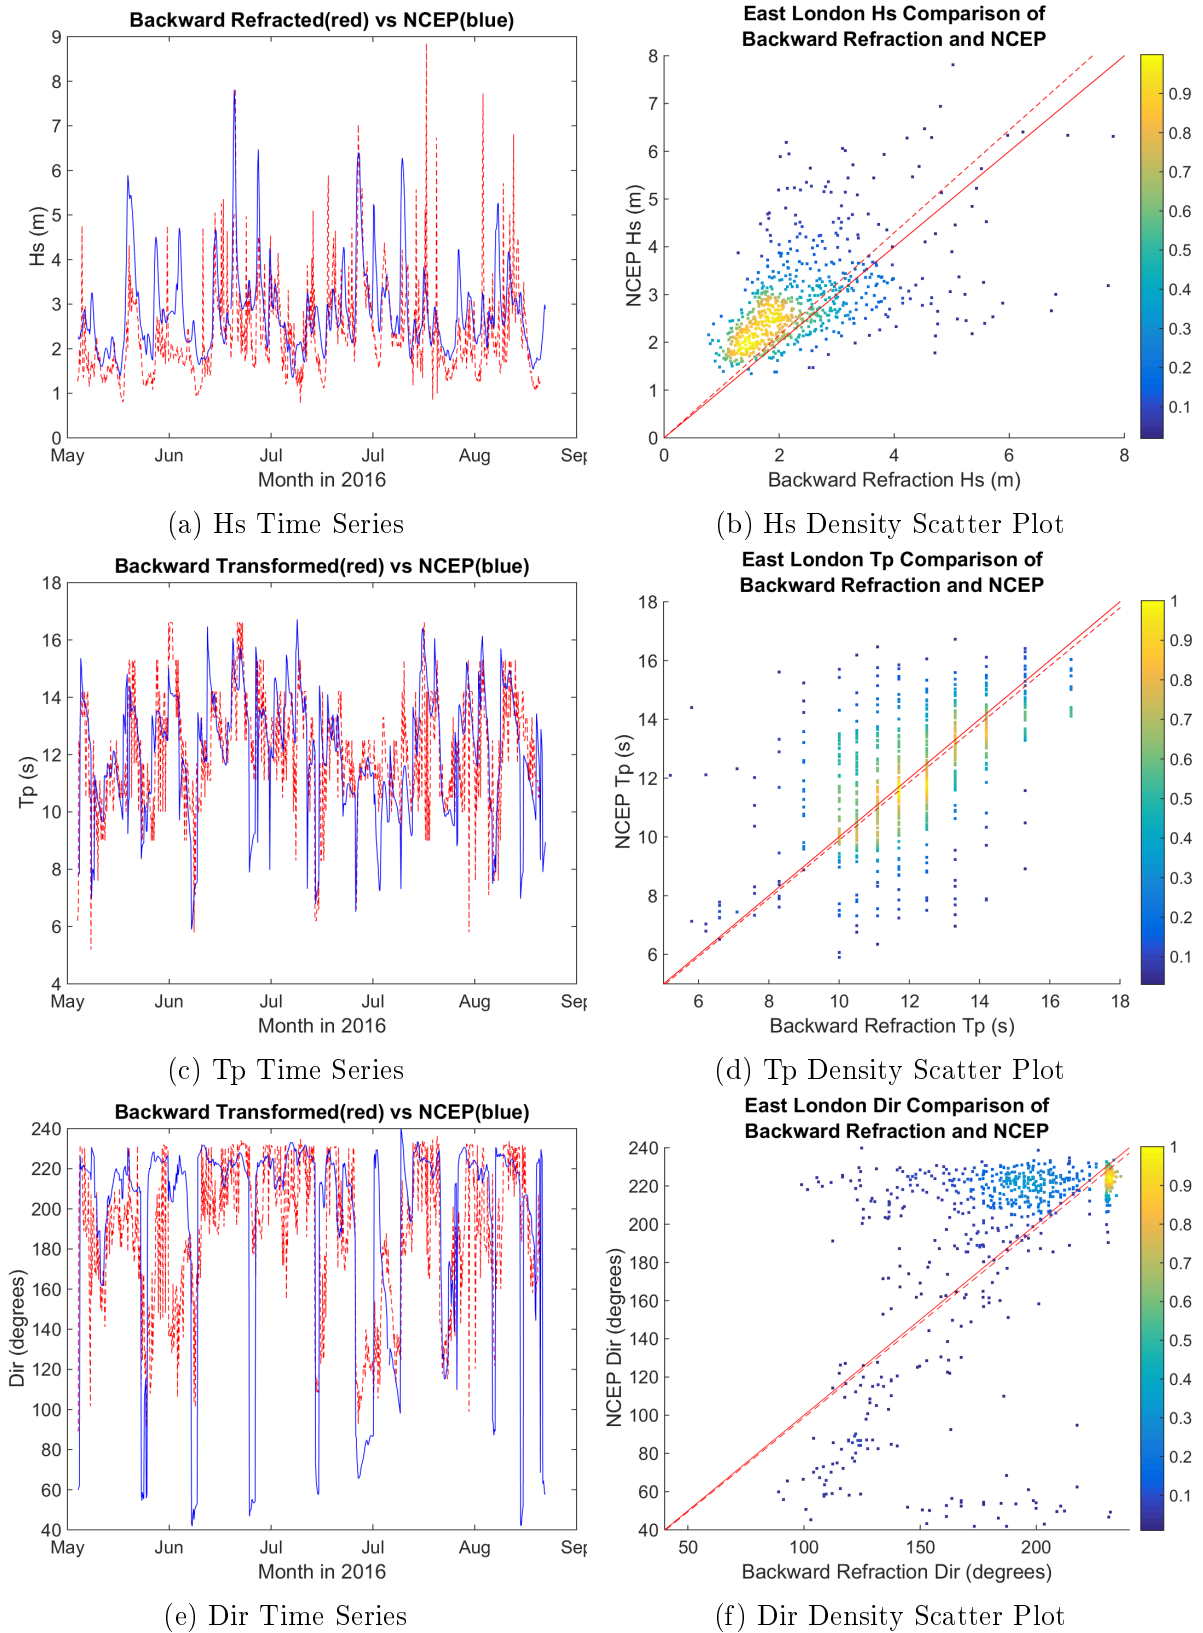 Backward Refracted(red) vs NCEP(blue)
9
8
7
6
5
4
3
2
1
0
Hs (m)
May Jun Jul Jul Aug Sep
Month in 2016
(a) Hs Time Series
East London Hs Comparison of
Backward Refraction and NCEP
8
7
6
5
4
3
2
1
0
NCEP Hs (m)
0 2 4 6 8
Backward Refraction Hs (m)
0.9
0.8
0.7
0.6
0.5
0.4
0.3
0.2
0.1
(b) Hs Density Scatter Plot
Backward Transformed(red) vs NCEP(blue)
18
16
14
12
10
8
6
4
Tp (s)
May Jun Jul Jul Aug Sep
Month in 2016
(c) Tp Time Series
East London Tp Comparison of
Backward Refraction and NCEP
18
16
14
12
10
8
6
NCEP Tp (s)
6 8 10 12 14 16 18
Backward Refraction Tp (s)
1
0.9
0.8
0.7
0.6
0.5
0.4
0.3
0.2
0.1
(d) Tp Density Scatter Plot
Backward Transformed(red) vs NCEP(blue)
240
220
200
180
160
140
120
100
80
60
40
Dir (degrees)
May Jun Jul Jul Aug Sep
Month in 2016
(e) Dir Time Series
East London Dir Comparison of
Backward Refraction and NCEP
240
220
200
180
160
140
120
100
80
60
40
NCEP Dir (degrees)
50 100 150 200
Backward Refraction Dir (degrees)
1
0.9
0.8
0.7
0.6
0.5
0.4
0.3
0.2
0.1
(f) Dir Density Scatter Plot